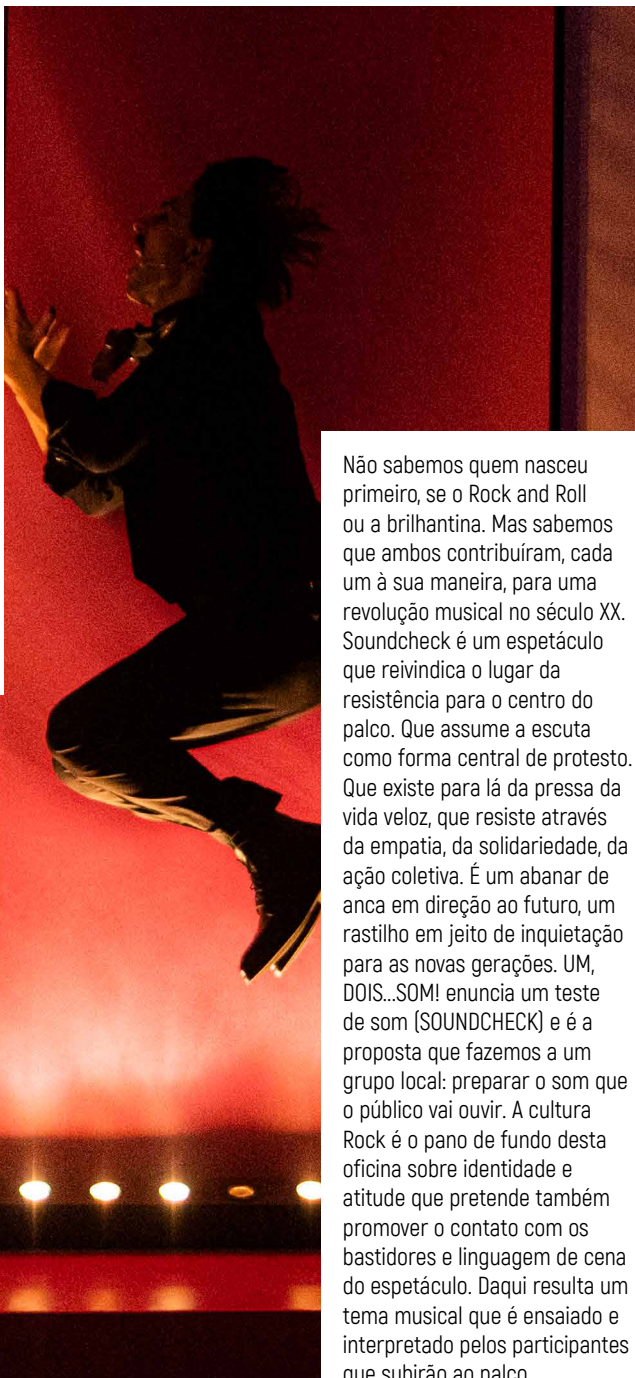 Não sabemos quem nasceu
primeiro, se o Rock and Roll
ou a brilhantina. Mas sabemos
que ambos contribuíram, cada
um à sua maneira, para uma
revolução musical no século XX.
Soundcheck é um espetáculo
que reivindica o lugar da
resistência para o centro do
palco. Que assume a escuta
como forma central de protesto.
Que existe para lá da pressa da
vida veloz, que resiste através
da empatia, da solidariedade, da
ação coletiva. É um abanar de
anca em direção ao futuro, um
rastilho em jeito de inquietação
para as novas gerações. UM,
DOIS...SOM! enuncia um teste
de som (SOUNDCHECK) e é a
proposta que fazemos a um
grupo local: preparar o som que
o público vai ouvir. A cultura
Rock é o pano de fundo desta
oficina sobre identidade e
atitude que pretende também
promover o contato com os
bastidores e linguagem de cena
do espetáculo. Daqui resulta um
tema musical que é ensaiado e
interpretado pelos participantes
que subirão ao palco